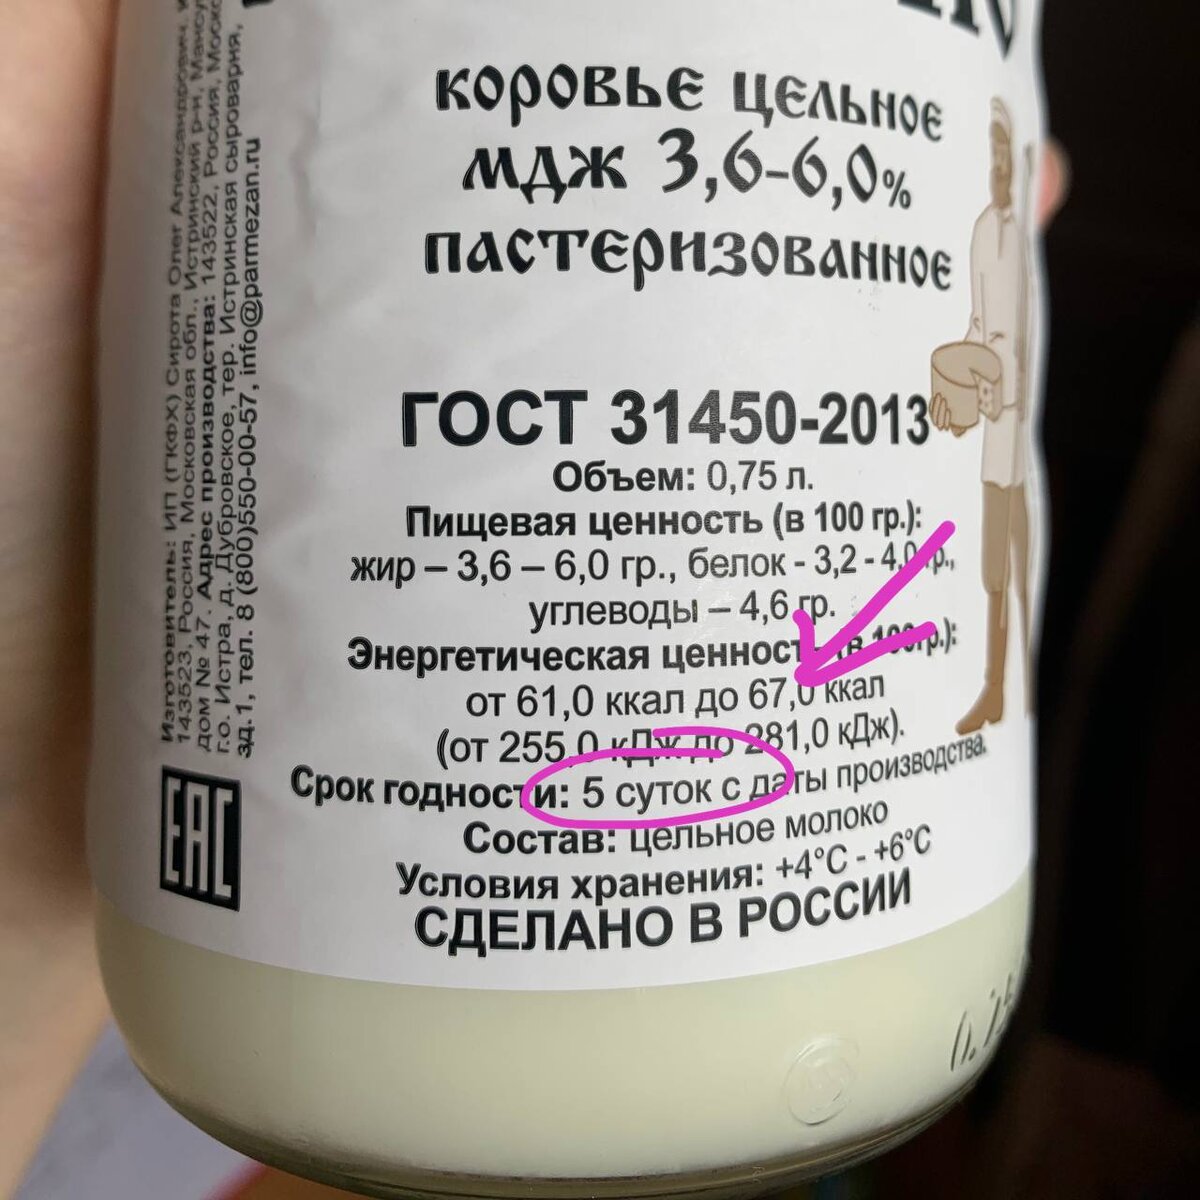 КОРОВЬЕ ЦЕЛЬНОЕ
МДЖ 3,6-6,0%
ПАСТЕРИЗОВАННОЕ
ГОСТ 31450-2013
Объем: 0,75 л.
Пищевая ценность (в 100 гр.):
жир – 3,6 – 6,0 гр., белок - 3,2 - 4,0 гр.,
углеводы – 4,6 гр.
Энергетическая ценность (в 100гр.):
от 61,0 ккал до 67,0 ккал
(от 255,0 кДж до 281,0 кДж).
Срок годности: 5 суток с даты производства.
Состав: цельное молоко
Условия хранения: +4°C - +6°C
СДЕЛАНО В РОССИИ
Изготовитель: ИП (ГКФХ) Сирота Олег Александрович,
143523, Россия, Московская обл., Истринский р-н,
дом № 47. Адрес производства: 143522, Россия,
г.о. Истра, д. Дубровское, тер. Истринская сыроварня,
зд.1, тел. 8 (800)550-00-57, info@parmezan.ru
EAC